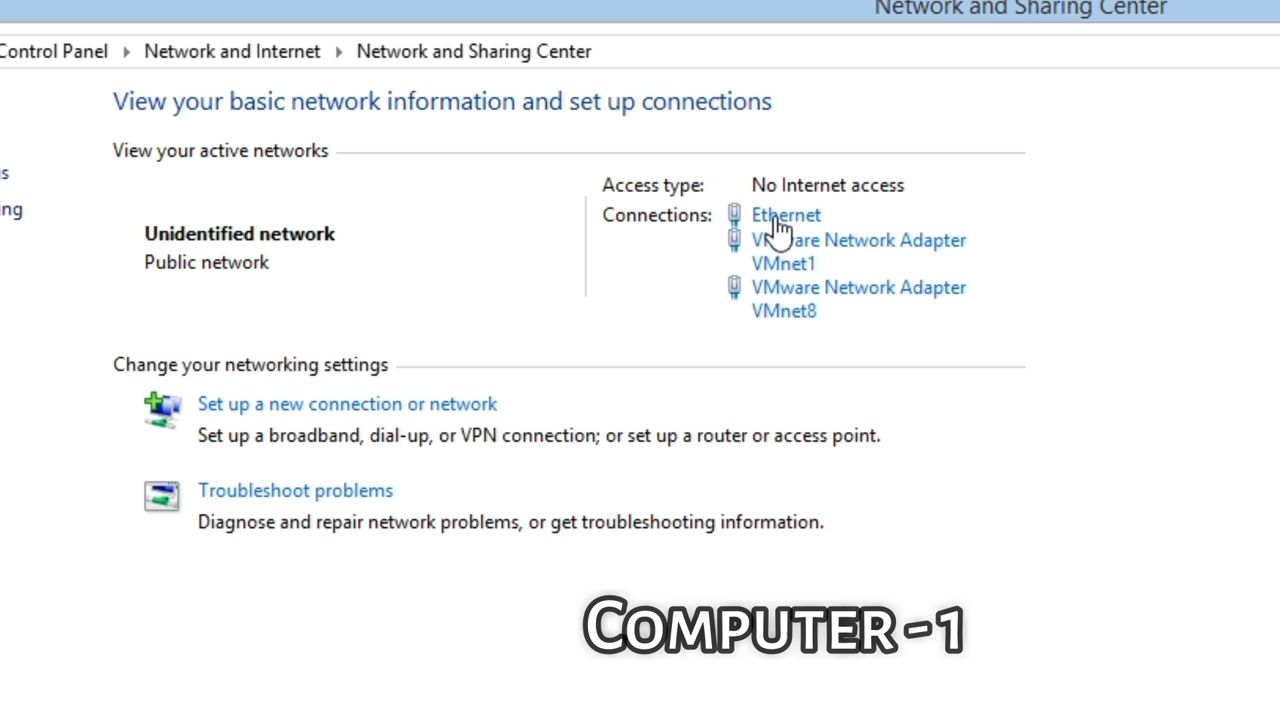 Network and Sharing Center
Control Panel Network and Internet Network and Sharing Center
View your basic network information and set up connections
View your active networks
Access type: No Internet access
Connections: Ethernet
Unidentified network
Public network
VMware Network Adapter
VMnet1
VMware Network Adapter
VMnet8
Change your networking settings
Set up a new connection or network
Set up a broadband, dial-up, or VPN connection; or set up a router or access point.
Troubleshoot problems
Diagnose and repair network problems, or get troubleshooting information.
COMPUTER-1